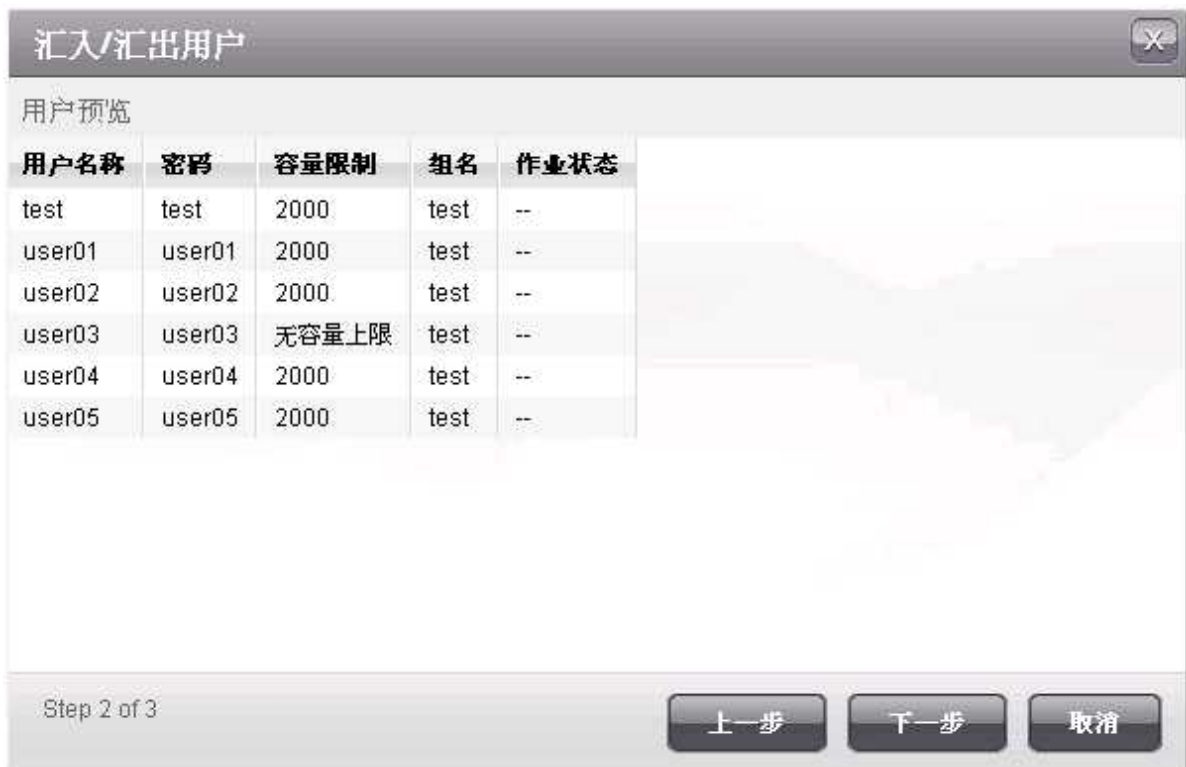 汇入/汇出用户
X
用户预览
用户名称 密码 容量限制 组名 作业状态
test test 2000 test --
user01 user01 2000 test --
user02 user02 2000 test --
user03 user03 无容量上限 test --
user04 user04 2000 test --
user05 user05 2000 test --
Step 2 of 3
上一步 下一步 取消